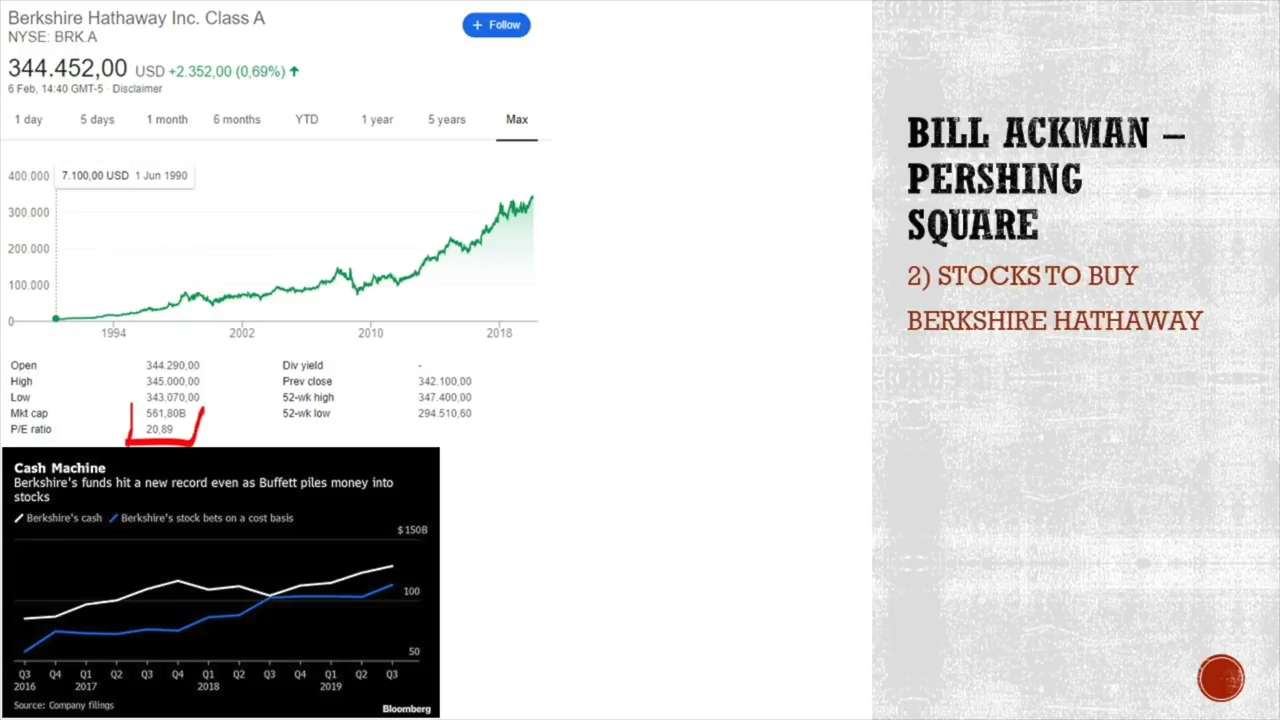 Berkshire Hathaway Inc. Class A
NYSE: BRK.A
+ Follow
344.452,00 USD +2.352,00 (0,69%) ↑
6 Feb, 14:40 GMT-5 · Disclaimer
1 day 5 days 1 month 6 months YTD 1 year 5 years Max
7.100,00 USD 1 Jun 1990
400.000
300.000
200.000
100.000
0
1994 2002 2010 2018
Open 344.290,00 Div yield -
High 345.000,00 Prev close 342.100,00
Low 343.070,00 52-wk high 347.400,00
Mkt cap 561,80B 52-wk low 294.510,60
P/E ratio 20,89
Cash Machine
Berkshire's funds hit a new record even as Buffett piles money into
stocks
Berkshire's cash Berkshire's stock bets on a cost basis
$150B
100
50
Q3 Q4 Q1 Q2 Q3 Q4 Q1 Q2 Q3 Q4 Q1 Q2 Q3
2016 2017 2018 2019
Source: Company filings
Bloomberg
BILL ACKMAN –
PERSHING
SQUARE
2) STOCKS TO BUY
BERKSHIRE HATHAWAY